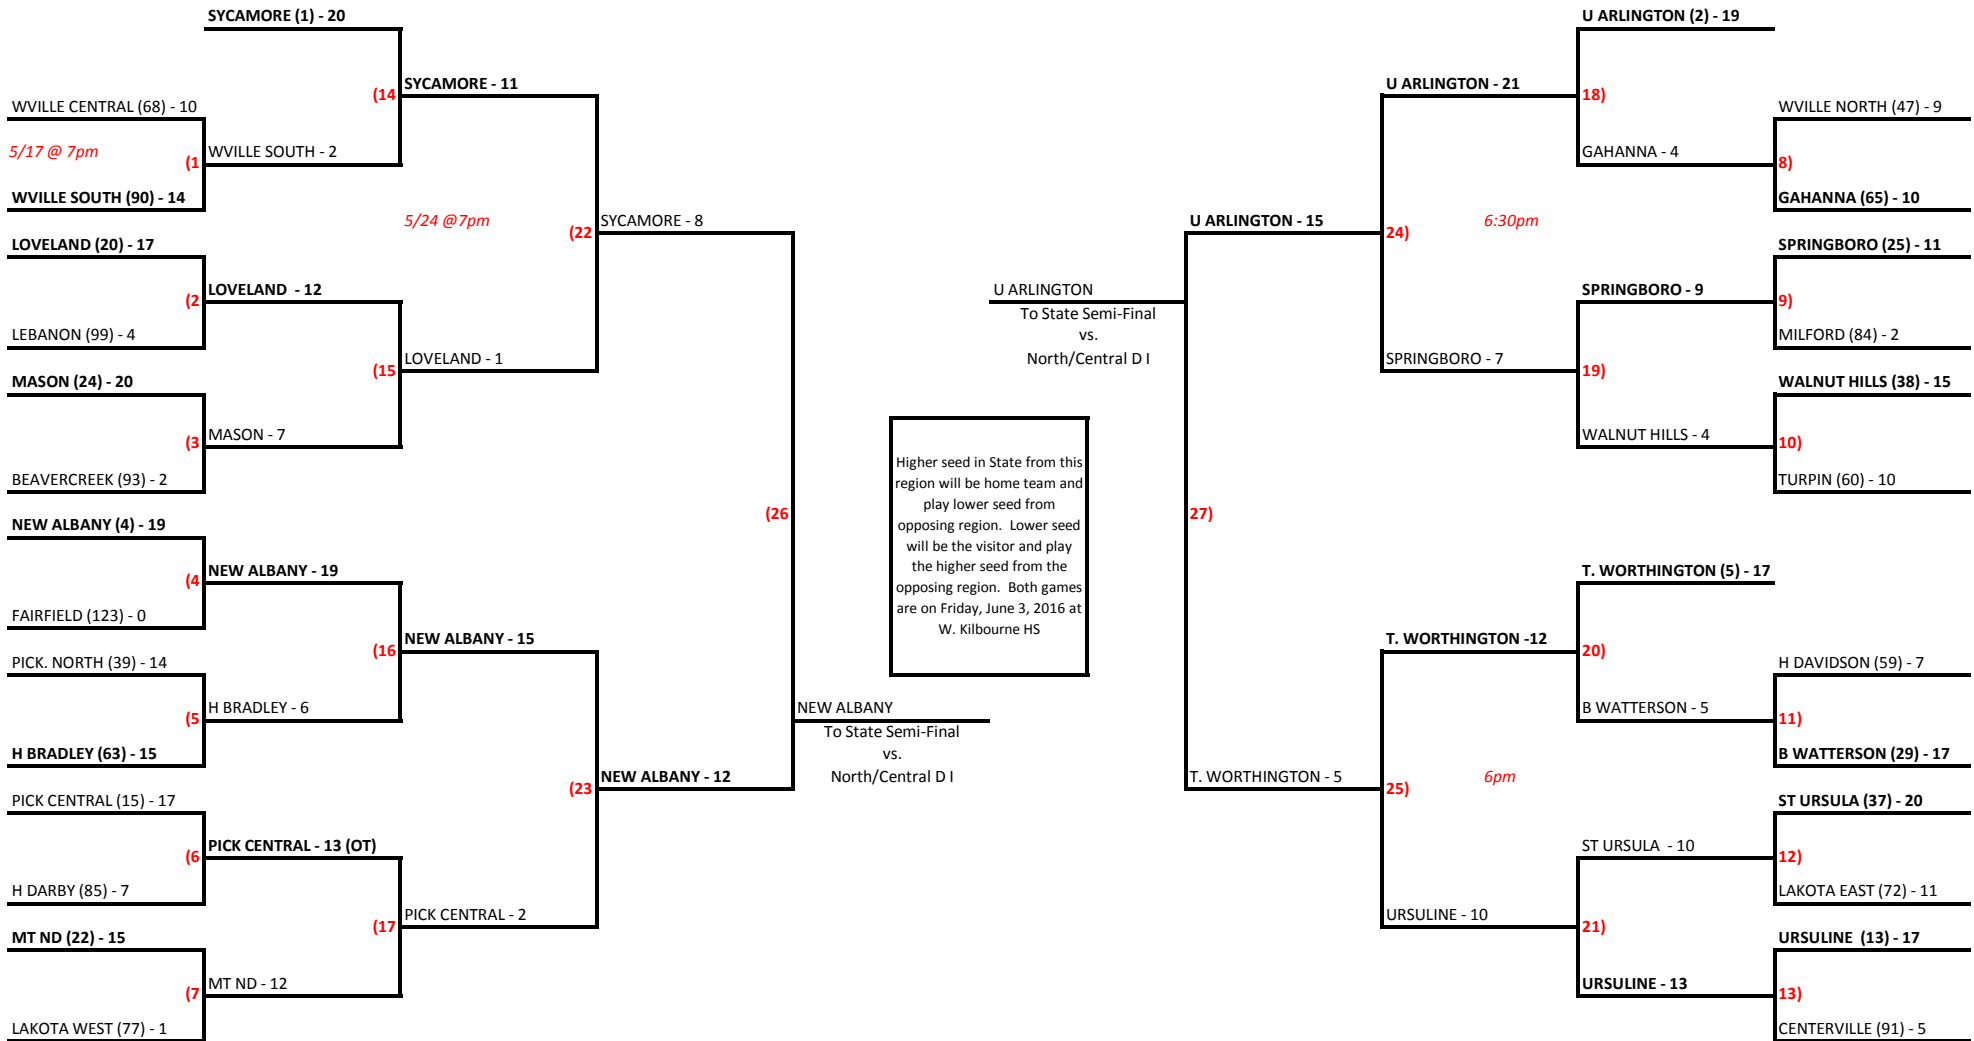 SYCAMORE (1) - 20
SYCAMORE - 11
(14
WVILLE CENTRAL (68) - 10
5/17 @ 7pm
(1
WVILLE SOUTH - 2
WVILLE SOUTH (90) - 14
5/24 @7pm
(22
SYCAMORE - 8
LOVELAND (20) - 17
(2
LOVELAND  - 12
LEBANON (99) - 4
(15
LOVELAND - 1
MASON (24) - 20
(3
MASON - 7
BEAVERCREEK (93) - 2
(26
NEW ALBANY (4) - 19
(4
NEW ALBANY - 19
FAIRFIELD (123) - 0
(16
NEW ALBANY - 15
PICK. NORTH (39) - 14
(5
H BRADLEY - 6
H BRADLEY (63) - 15
NEW ALBANY
To State Semi-Final
vs.
North/Central D I
(23
NEW ALBANY - 12
PICK CENTRAL (15) - 17
(6
PICK CENTRAL - 13 (OT)
H DARBY (85) - 7
(17
PICK CENTRAL - 2
MT ND (22) - 15
(7
MT ND - 12
LAKOTA WEST (77) - 1
Higher seed in State from this
region will be home team and
play lower seed from
opposing region.  Lower seed
will be the visitor and play
the higher seed from the
opposing region.  Both games
are on Friday, June 3, 2016 at
W. Kilbourne HS
U ARLINGTON (2) - 19
U ARLINGTON - 21
18)
WVILLE NORTH (47) - 9
GAHANNA - 4
8)
GAHANNA (65) - 10
U ARLINGTON - 15
24)
6:30pm
SPRINGBORO (25) - 11
U ARLINGTON
To State Semi-Final
vs.
North/Central D I
SPRINGBORO - 9
9)
MILFORD (84) - 2
SPRINGBORO - 7
19)
WALNUT HILLS (38) - 15
WALNUT HILLS - 4
10)
TURPIN (60) - 10
27)
T. WORTHINGTON (5) - 17
T. WORTHINGTON -12
20)
H DAVIDSON (59) - 7
B WATTERSON - 5
11)
B WATTERSON (29) - 17
T. WORTHINGTON - 5
25)
6pm
ST URSULA (37) - 20
ST URSULA  - 10
12)
LAKOTA EAST (72) - 11
URSULINE - 10
21)
URSULINE  (13) - 17
URSULINE - 13
13)
CENTERVILLE (91) - 5